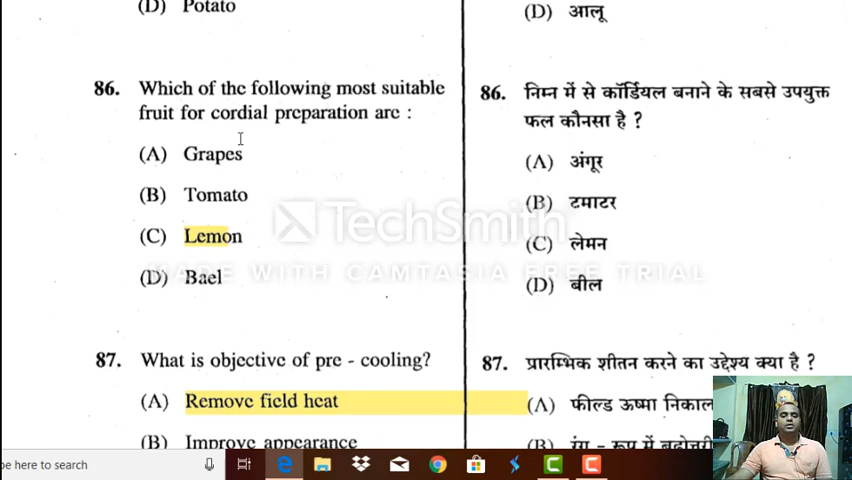 (D) Potato
86. Which of the following most suitable
fruit for cordial preparation are :
(A) Grapes
(B) Tomato
(C) Lemon
(D) Bael
87. What is objective of pre - cooling?
(A) Remove field heat
(B) Improve appearance
(D) आलू
86. निम्न में से कॉर्डियल बनाने के सबसे उपयुक्त
फल कौनसा है ?
(A) अंगूर
(B) टमाटर
(C) लेमन
(D) बील
87. प्रारम्भिक शीतन करने का उद्देश्य क्या है ?
(A) फील्ड ऊष्मा निकाल
(B) रंग - रूप में बढ़ोत्तरी
TechSmith
MADE WITH CAMTASIA FREE TRIAL
pe here to search